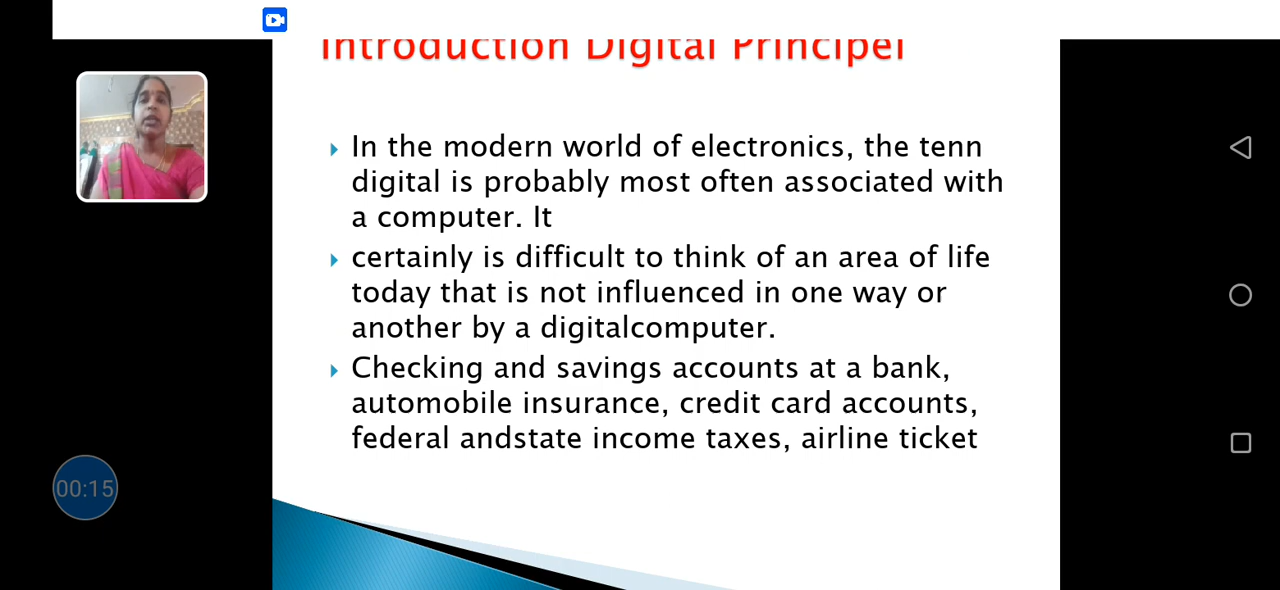 Introduction Digital Principel
In the modern world of electronics, the tenn
digital is probably most often associated with
a computer. It
certainly is difficult to think of an area of life
today that is not influenced in one way or
another by a digitalcomputer.
Checking and savings accounts at a bank,
automobile insurance, credit card accounts,
federal andstate income taxes, airline ticket
00:15